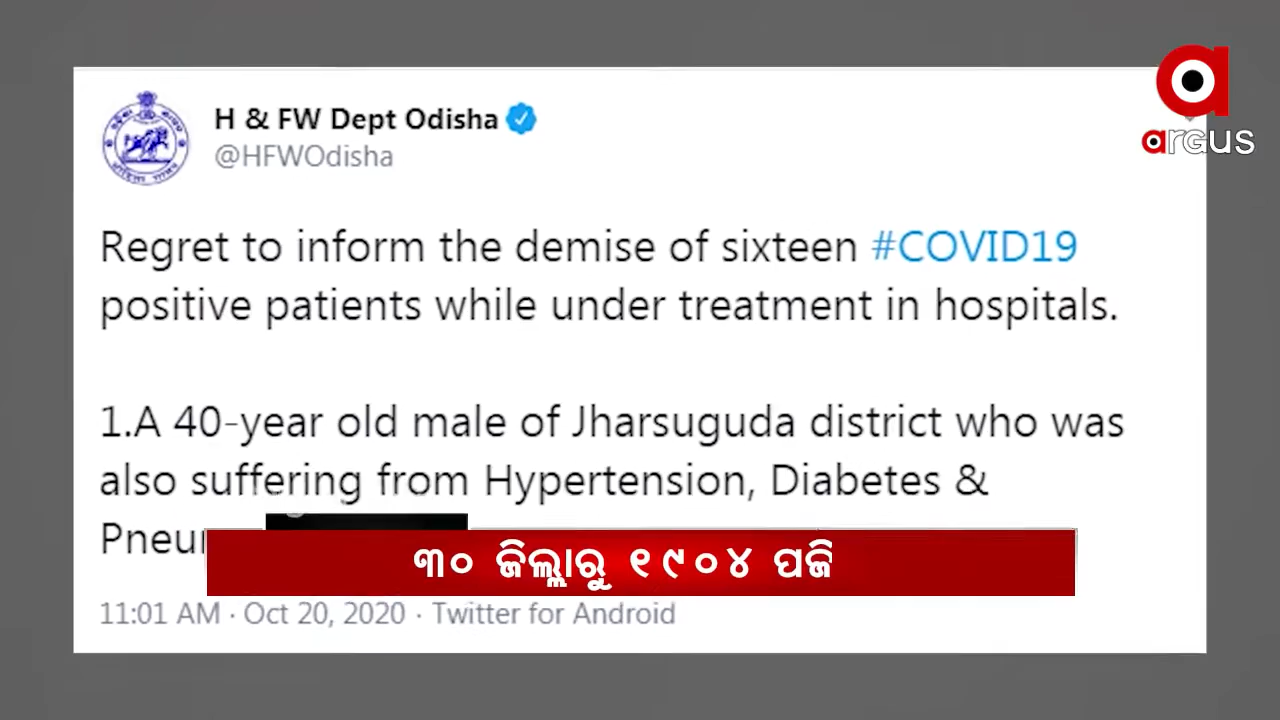 H & FW Dept Odisha
@HFWOdisha
argus
Regret to inform the demise of sixteen #COVID19
positive patients while under treatment in hospitals.
1.A 40-year old male of Jharsuguda district who was
also suffering from Hypertension, Diabetes &
୩୦ ଜିଲ୍ଲାରୁ ୧୯୦୪ ପଜି
11:01 AM · Oct 20, 2020 · Twitter for Android